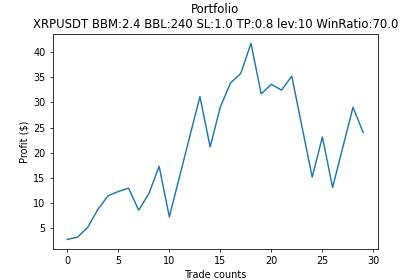 Portfolio
XRPUSDT BBM:2.4 BBL:240 SL:1.0 TP:0.8 lev:10 WinRatio:70.0
Profit ($)
40
35
30
25
20
15
10
5
0 5 10 15 20 25 30
Trade counts